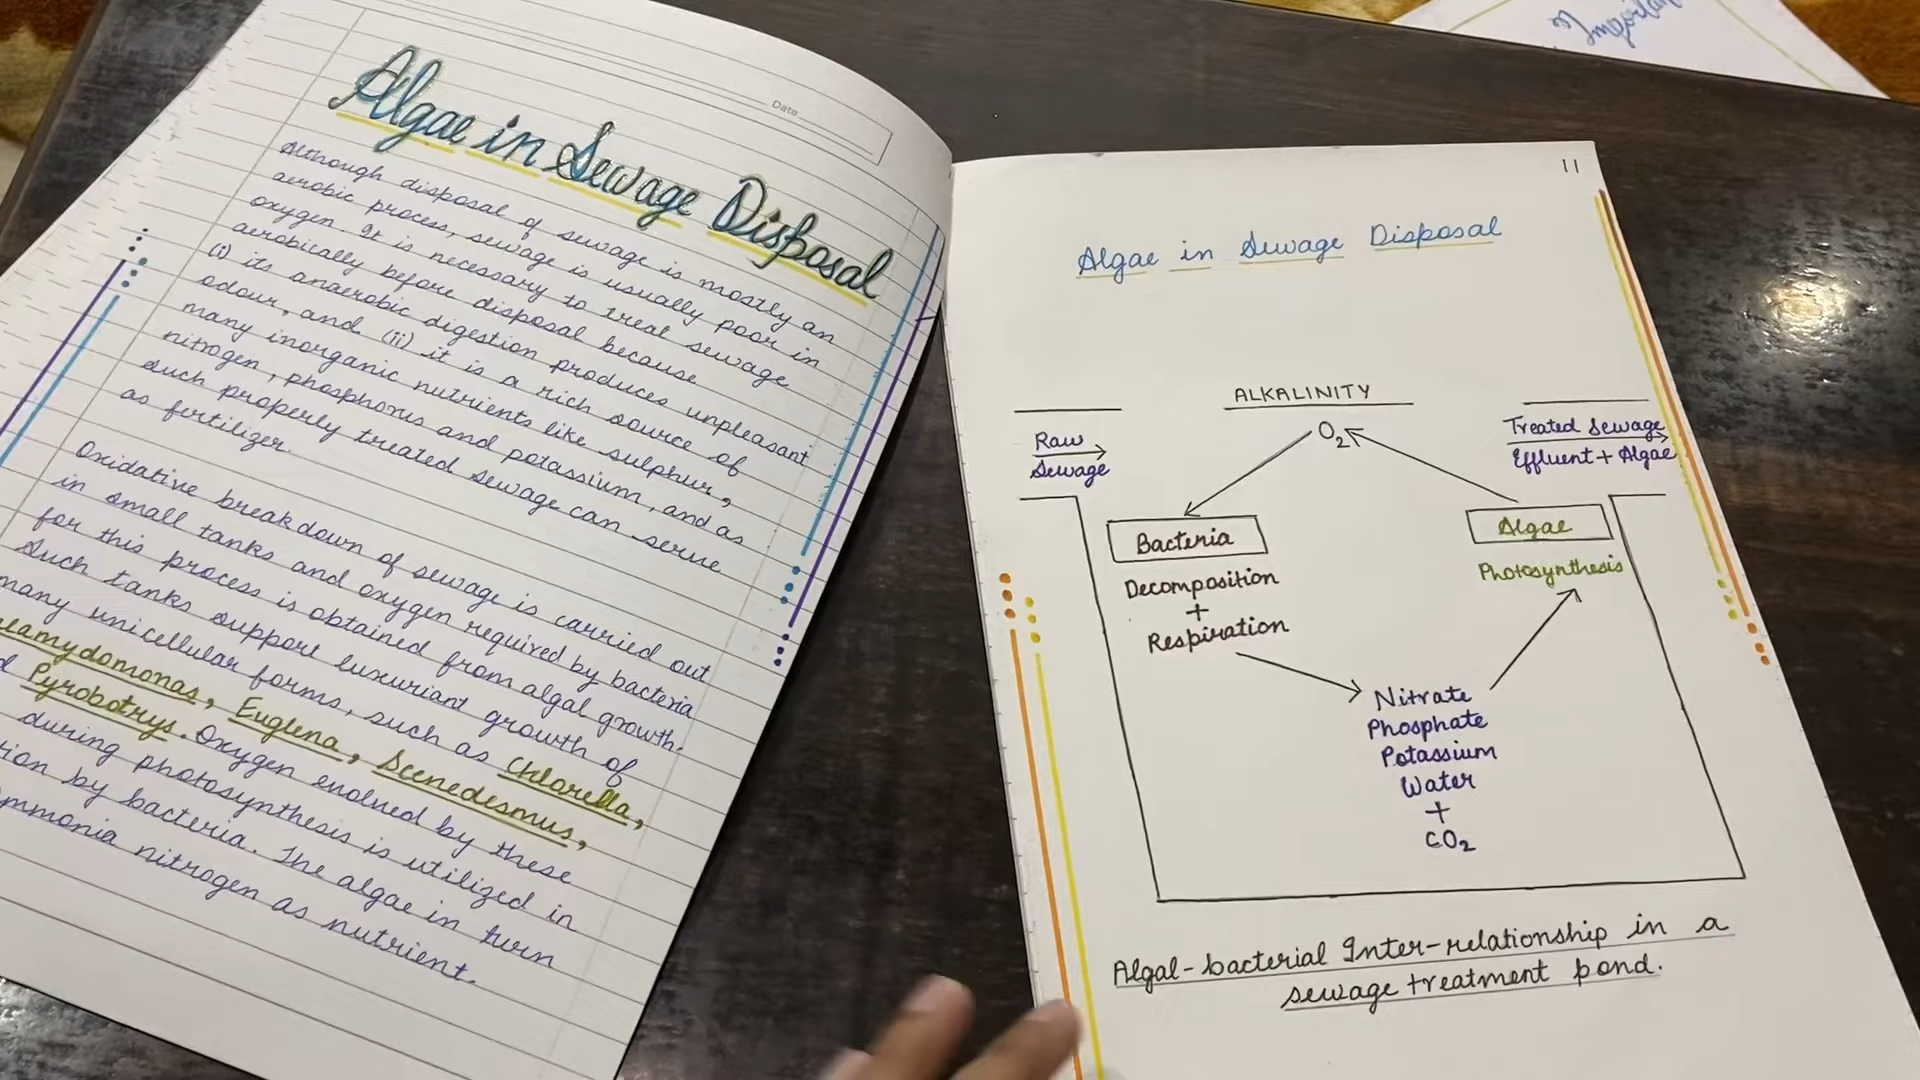 Date
Algae in Sewage Disposal
Although disposal of sewage is mostly an
aerobic process, sewage is usually poor in
oxygen. It is necessary to treat sewage
aerobically before disposal because
(i) its anaerobic digestion produces unpleasant
odour, and (ii) it is a rich source of
many inorganic nutrients like sulphur,
nitrogen, phosphorus and potassium, and as
such properly treated sewage can serve
as fertilizer.
Oxidative breakdown of sewage is carried out
in small tanks and oxygen required by bacteria
for this process is obtained from algal growth.
Such tanks support luxuriant growth of
many unicellular forms, such as Chlorella,
lamydomonas, Euglena, Scenedesmus,
d Pyrobotrys. Oxygen evolved by these
during photosynthesis is utilized in
tion by bacteria. The algae in turn
mmonia nitrogen as nutrient.
Important
11
Algae in Sewage Disposal
ALKALINITY
O2
Raw
Sewage
Treated Sewage
Effluent + Algae
Bacteria
Algae
Decomposition
+
Respiration
Photosynthesis
Nitrate
Phosphate
Potassium
Water
+
CO2
Algal-bacterial Inter-relationship in a
sewage treatment pond.